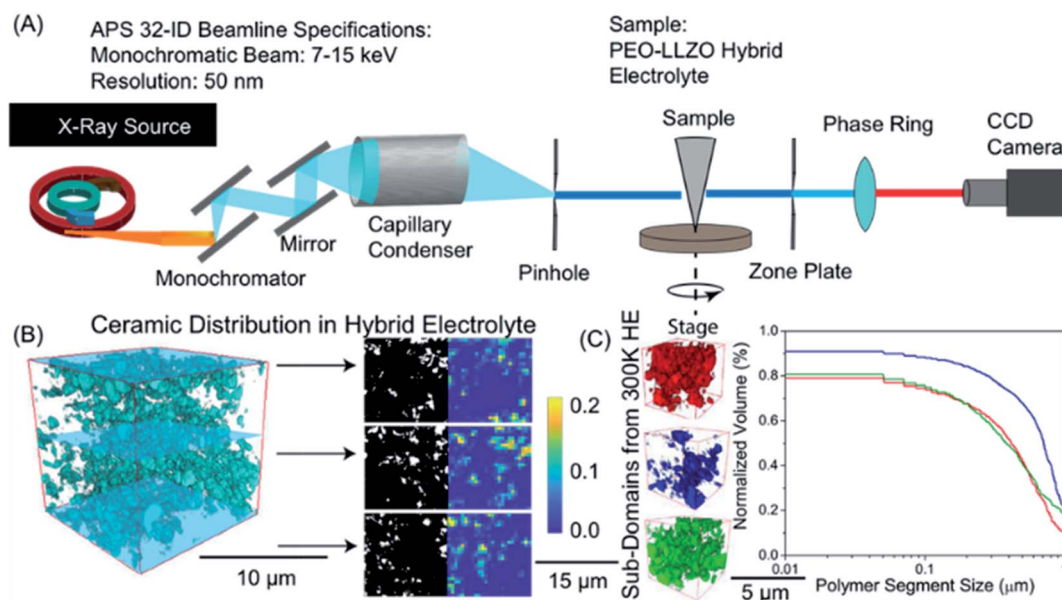 (A)
APS 32-ID Beamline Specifications:
Monochromatic Beam: 7-15 keV
Resolution: 50 nm
Sample:
PEO-LLZO Hybrid
Electrolyte
X-Ray Source
Sample
Phase Ring
CCD
Camera
Monochromator
Mirror
Capillary
Condenser
Pinhole
Zone Plate
Stage
(B)
Ceramic Distribution in Hybrid Electrolyte
0.2
0.1
0.0
10 μm
15 μm
(C)
Sub-Domains from 300K HE
5 μm
Normalized Volume (%)
1.0
0.8
0.6
0.4
0.2
0.0
0.01
0.1
1
Polymer Segment Size (μm)